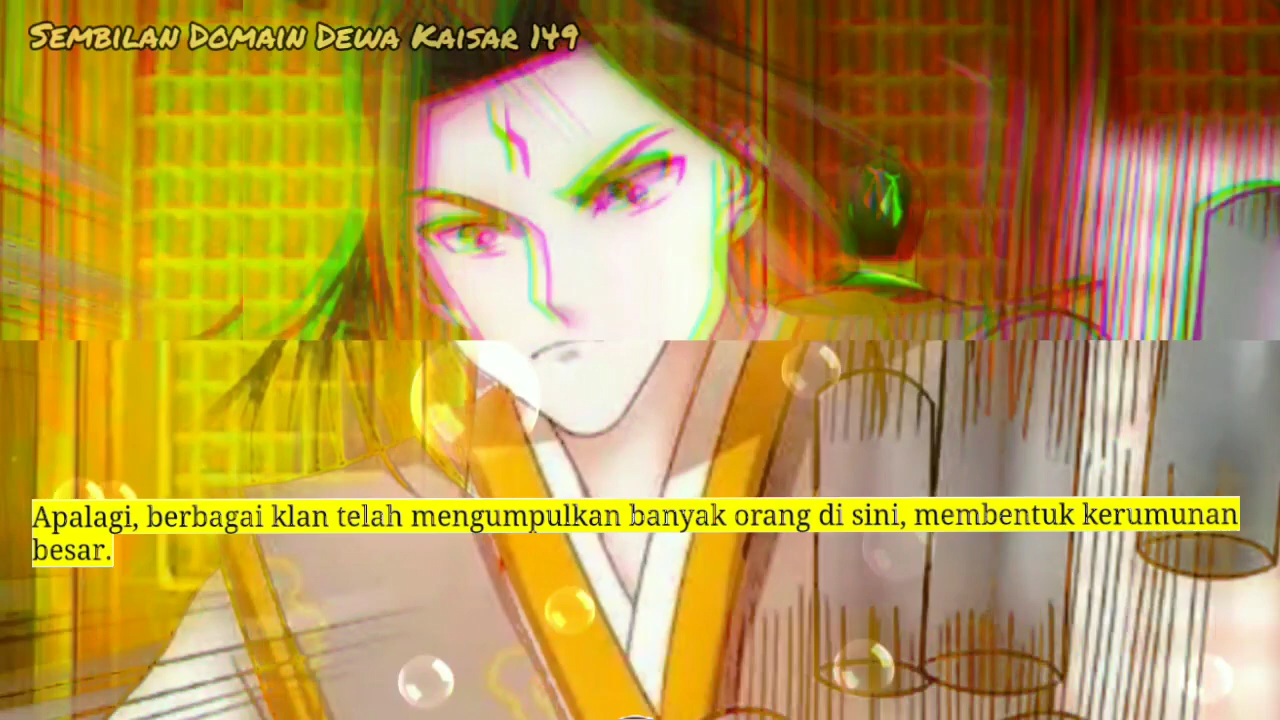 Sembilan Domain Dewa Kaisar 149
Apalagi, berbagai klan telah mengumpulkan banyak orang di sini, membentuk kerumunan
besar.